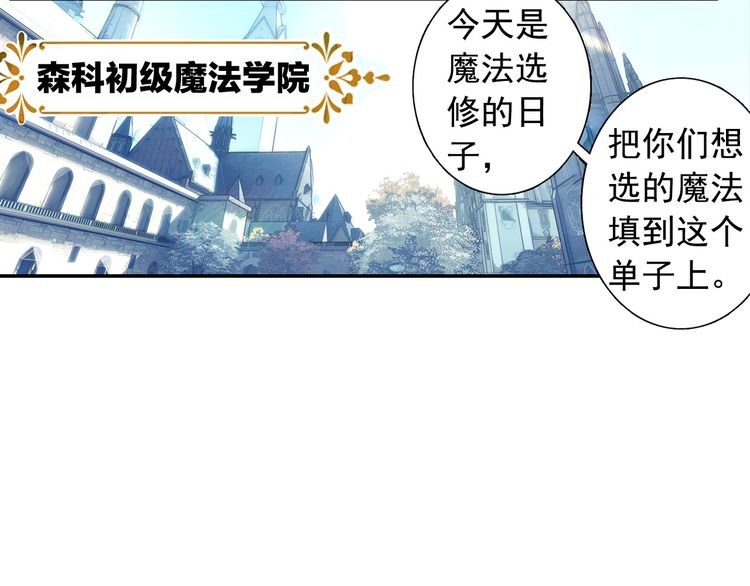 森科初级魔法学院
今天是
魔法选
修的日
子，
把你们想
选的魔法
填到这个
单子上。